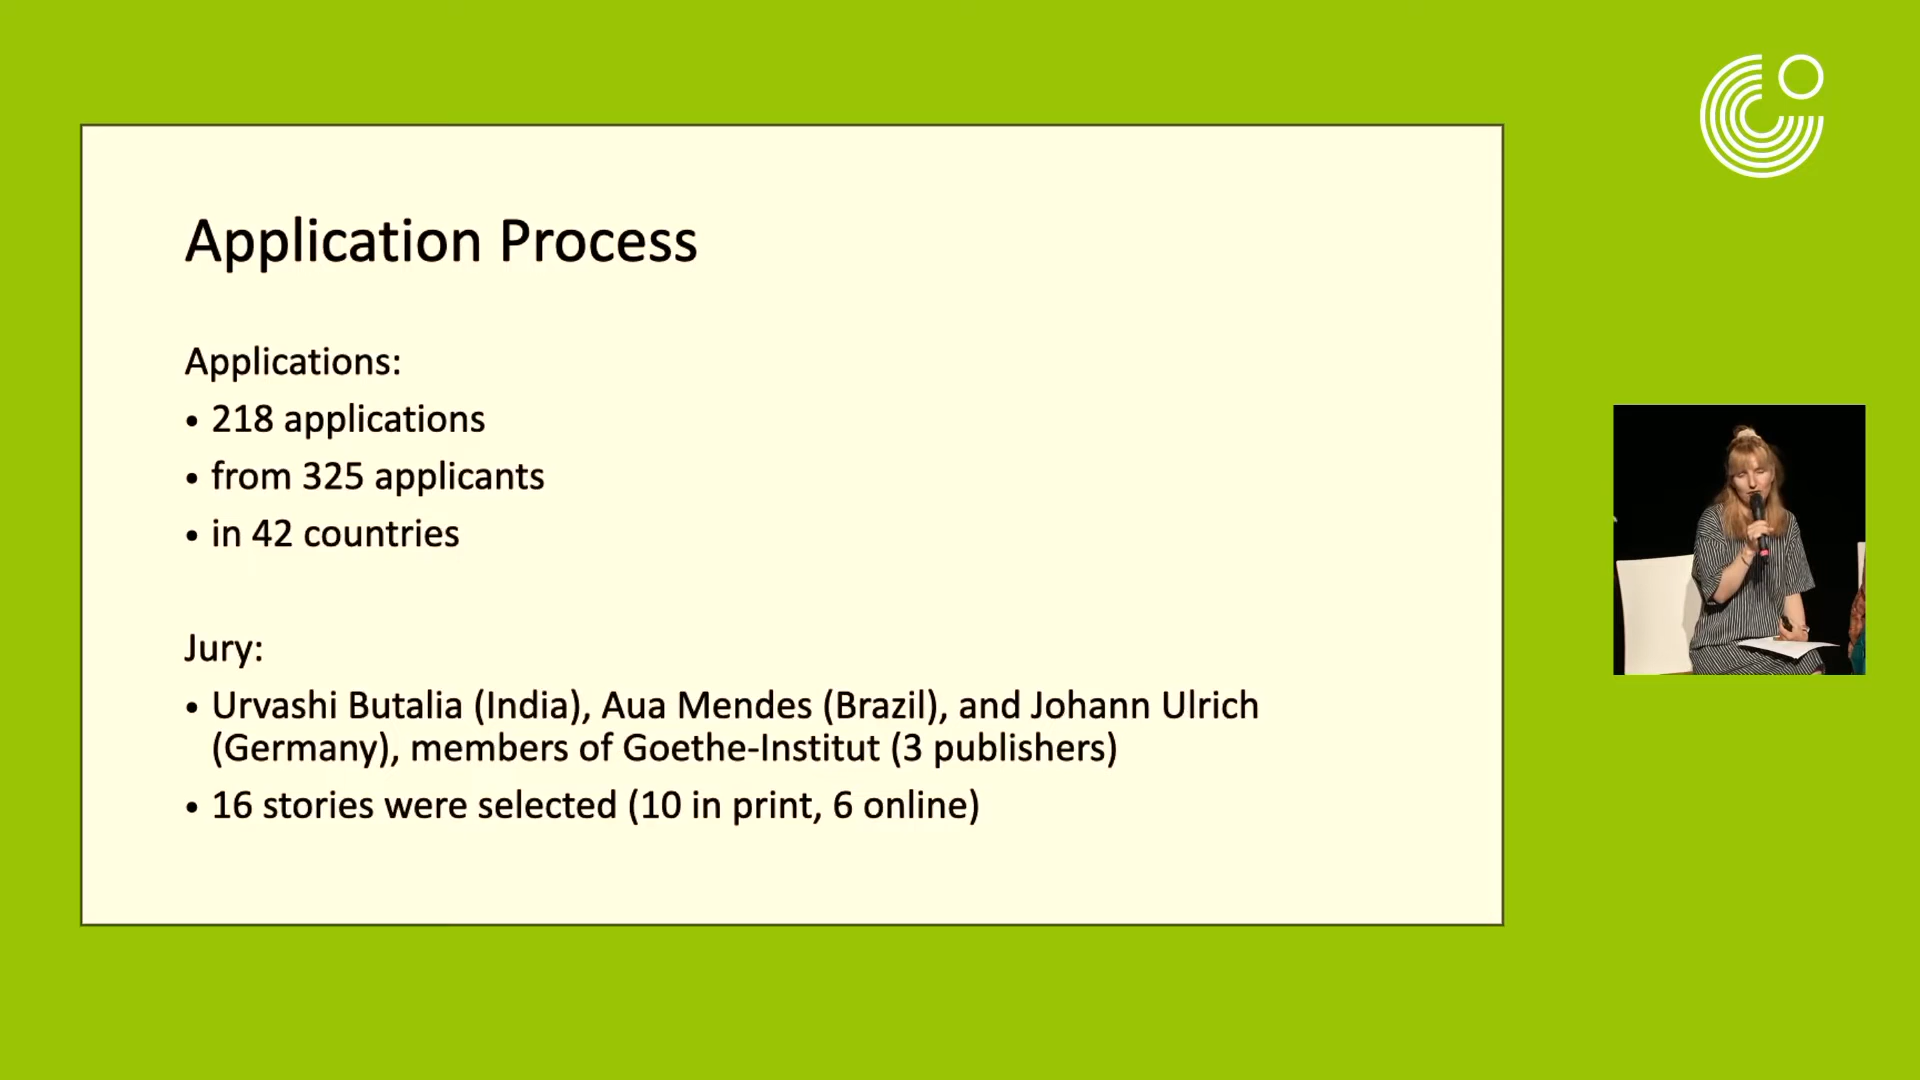 Application Process
Applications:
• 218 applications
• from 325 applicants
• in 42 countries
Jury:
• Urvashi Butalia (India), Aua Mendes (Brazil), and Johann Ulrich
(Germany), members of Goethe-Institut (3 publishers)
• 16 stories were selected (10 in print, 6 online)